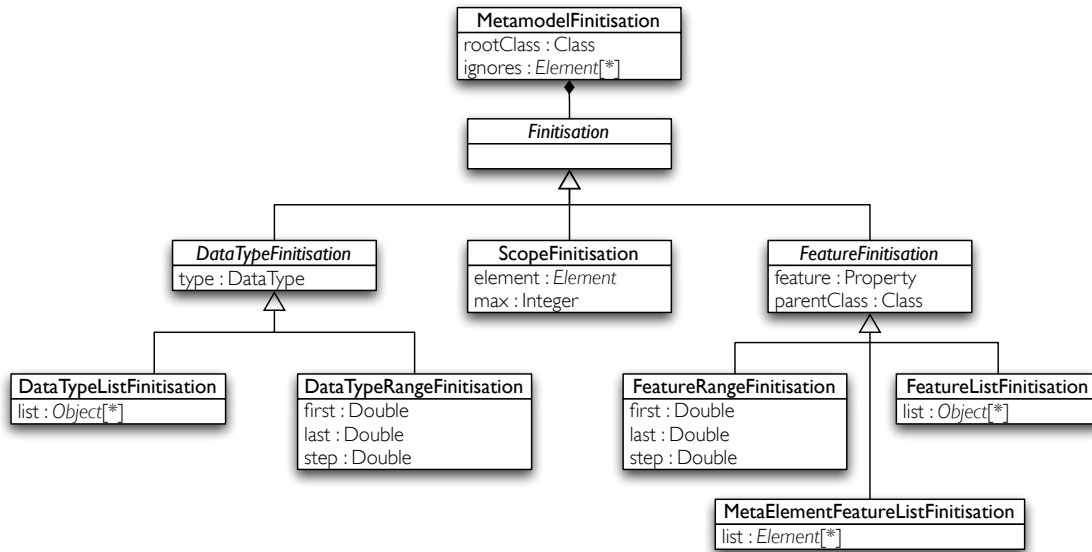 MetamodelFinitisation
rootClass : Class
ignores : Element[*]
Finitisation
DataTypeFinitisation
type : DataType
ScopeFinitisation
element : Element
max : Integer
FeatureFinitisation
feature : Property
parentClass : Class
DataTypeListFinitisation
list : Object[*]
DataTypeRangeFinitisation
first : Double
last : Double
step : Double
FeatureRangeFinitisation
first : Double
last : Double
step : Double
FeatureListFinitisation
list : Object[*]
MetaElementFeatureListFinitisation
list : Element[*]